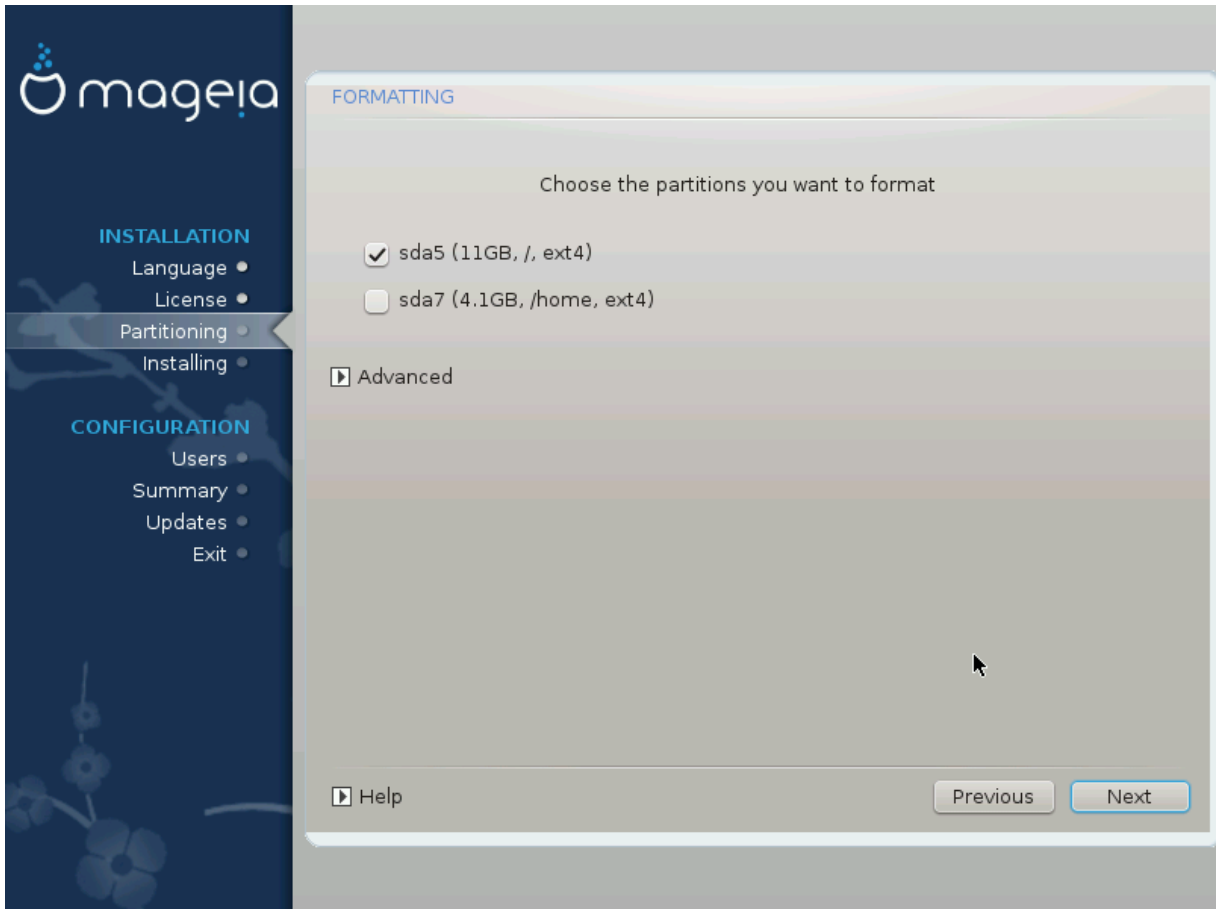 mageia
INSTALLATION
Language
License
Partitioning
Installing
CONFIGURATION
Users
Summary
Updates
Exit
FORMATTING
Choose the partitions you want to format
sda5 (11GB, /, ext4)
sda7 (4.1GB, /home, ext4)
Advanced
Help
Previous Next